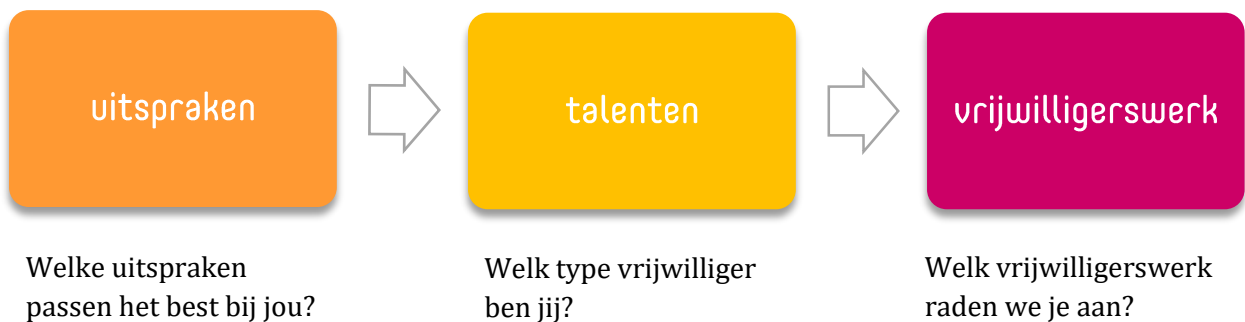 uitspraken
talenten
vrijwilligerswerk
Welke uitspraken
passen het best bij jou?
Welk type vrijwilliger
ben jij?
Welk vrijwilligerswerk
raden we je aan?